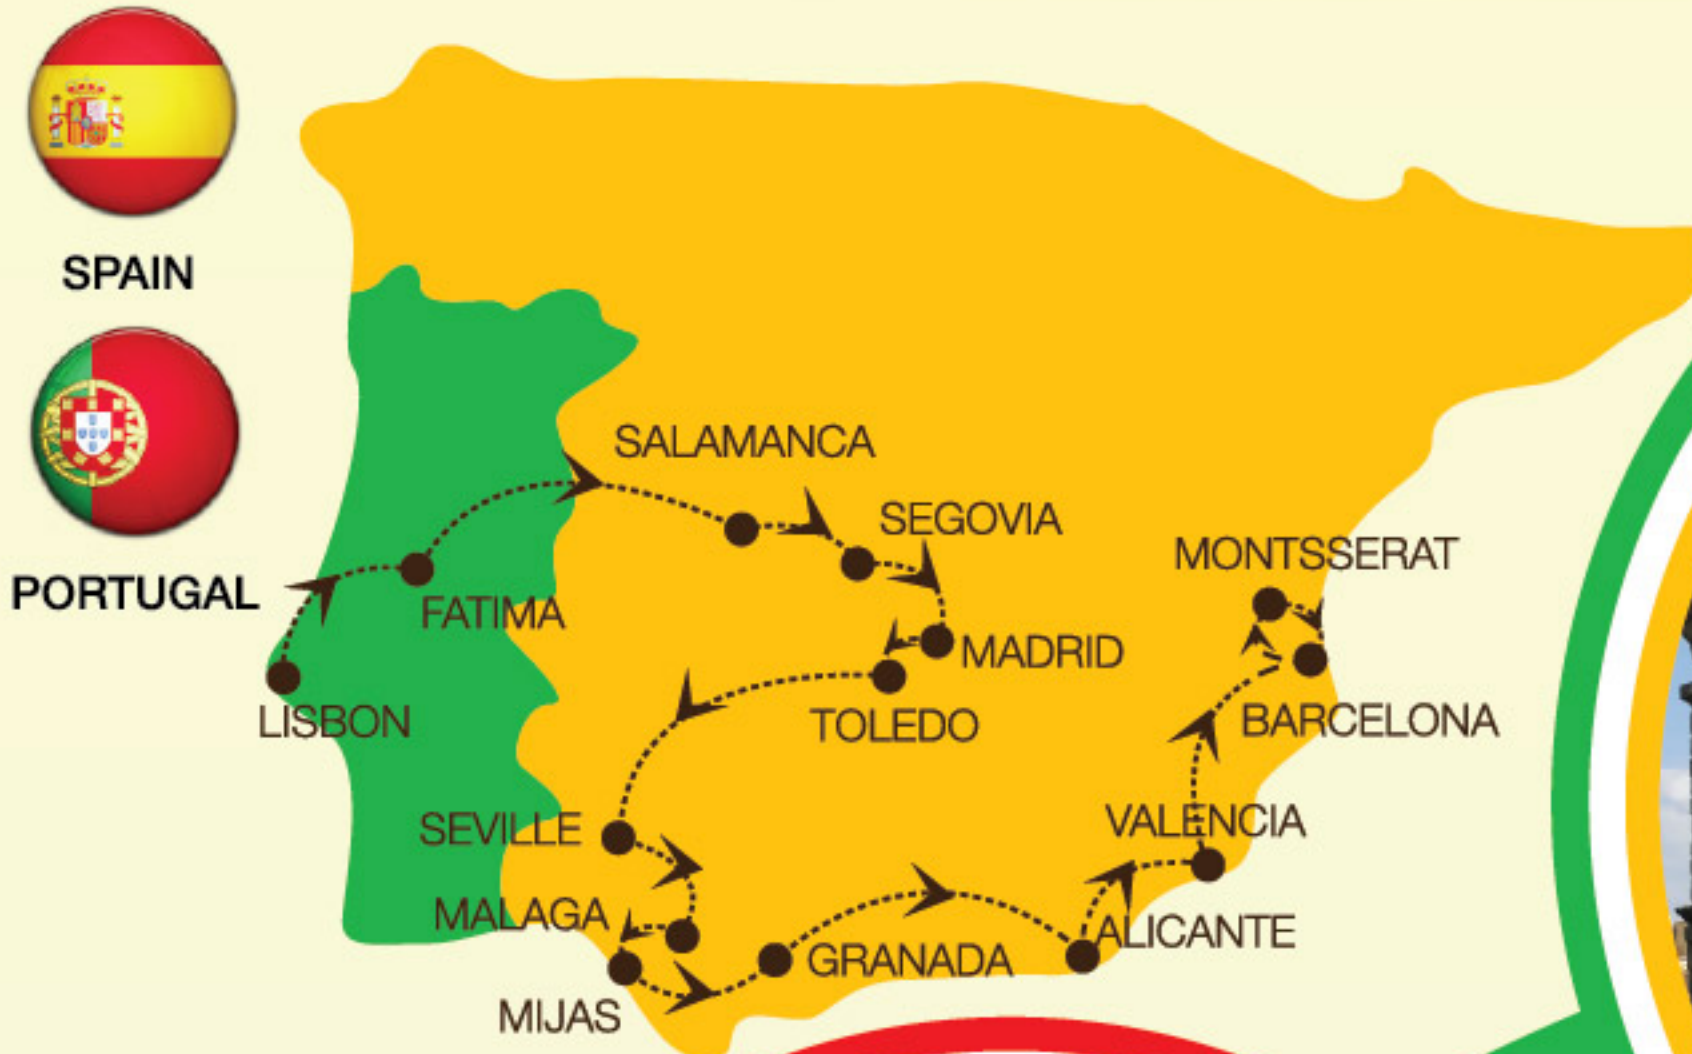 SPAIN
PORTUGAL
SALAMANCA
SEGOVIA
MONTSSERAT
FATIMA
MADRID
LISBON
TOLEDO
BARCELONA
SEVILLE
VALENCIA
MALAGA
ALICANTE
GRANADA
MIJAS